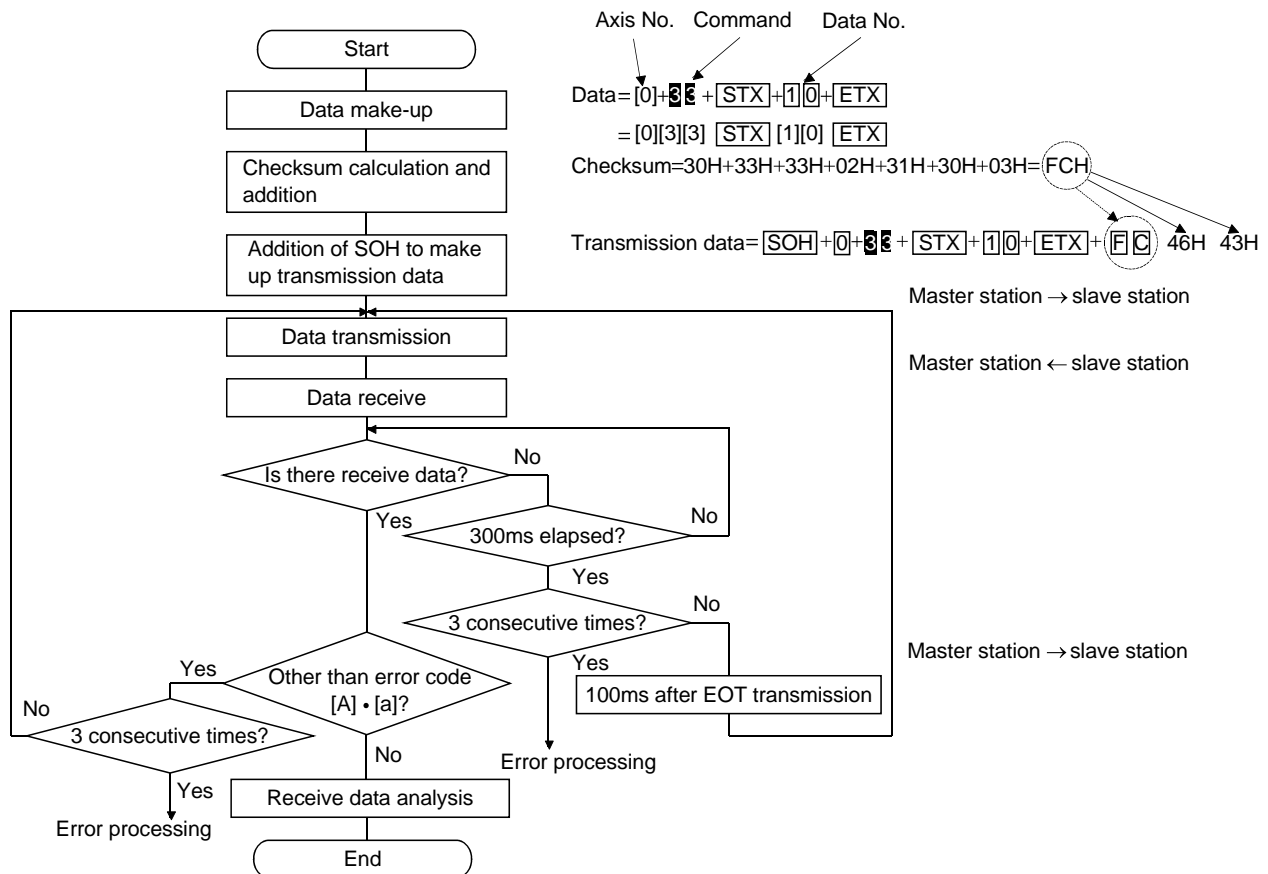 Axis No. Command Data No.
Start
Data=[0]+3 3+STX+1 0+ETX
Data make-up
=[0][3][3] STX [1][0] ETX
Checksum calculation and
addition
Checksum=30H+33H+33H+02H+31H+30H+03H=FCH
Addition of SOH to make
up transmission data
Transmission data=SOH+0+3 3+STX+1 0+ETX+F C 46H 43H
Master station → slave station
Data transmission
Master station ← slave station
Data receive
Is there receive data?
No
Yes
300ms elapsed?
No
Yes
3 consecutive times?
No
Yes
Master station → slave station
100ms after EOT transmission
Error processing
Other than error code
[A] • [a]?
Yes
No
3 consecutive times?
No
Yes
Error processing
Receive data analysis
End